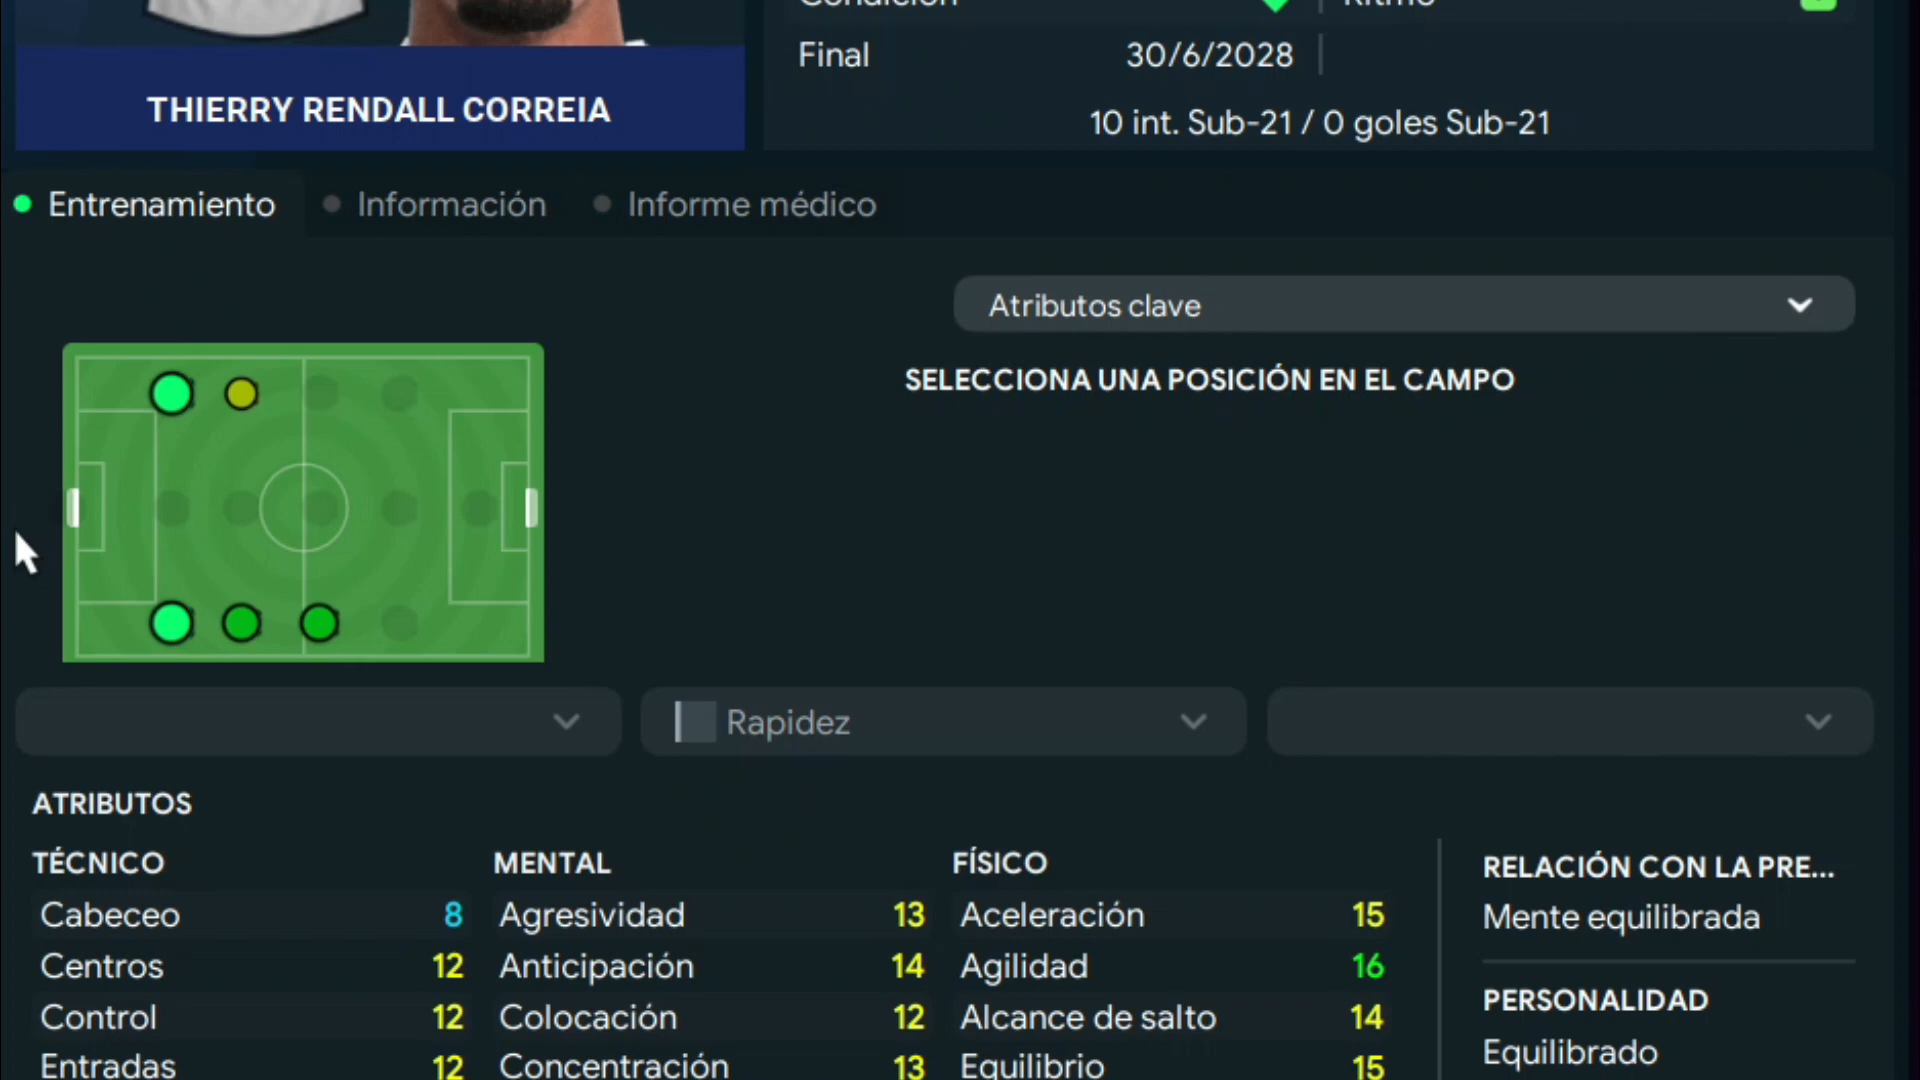 Condición
Ritmo
Final 30/6/2028
10 int. Sub-21 / 0 goles Sub-21
THIERRY RENDALL CORREIA
Entrenamiento Información Informe médico
Atributos clave
SELECCIONA UNA POSICIÓN EN EL CAMPO
Rapidez
ATRIBUTOS
TÉCNICO
Cabeceo 8
Centros 12
Control 12
Entradas 12
MENTAL
Agresividad 13
Anticipación 14
Colocación 12
Concentración 13
FÍSICO
Aceleración 15
Agilidad 16
Alcance de salto 14
Equilibrio 15
RELACIÓN CON LA PRE...
Mente equilibrada
PERSONALIDAD
Equilibrado